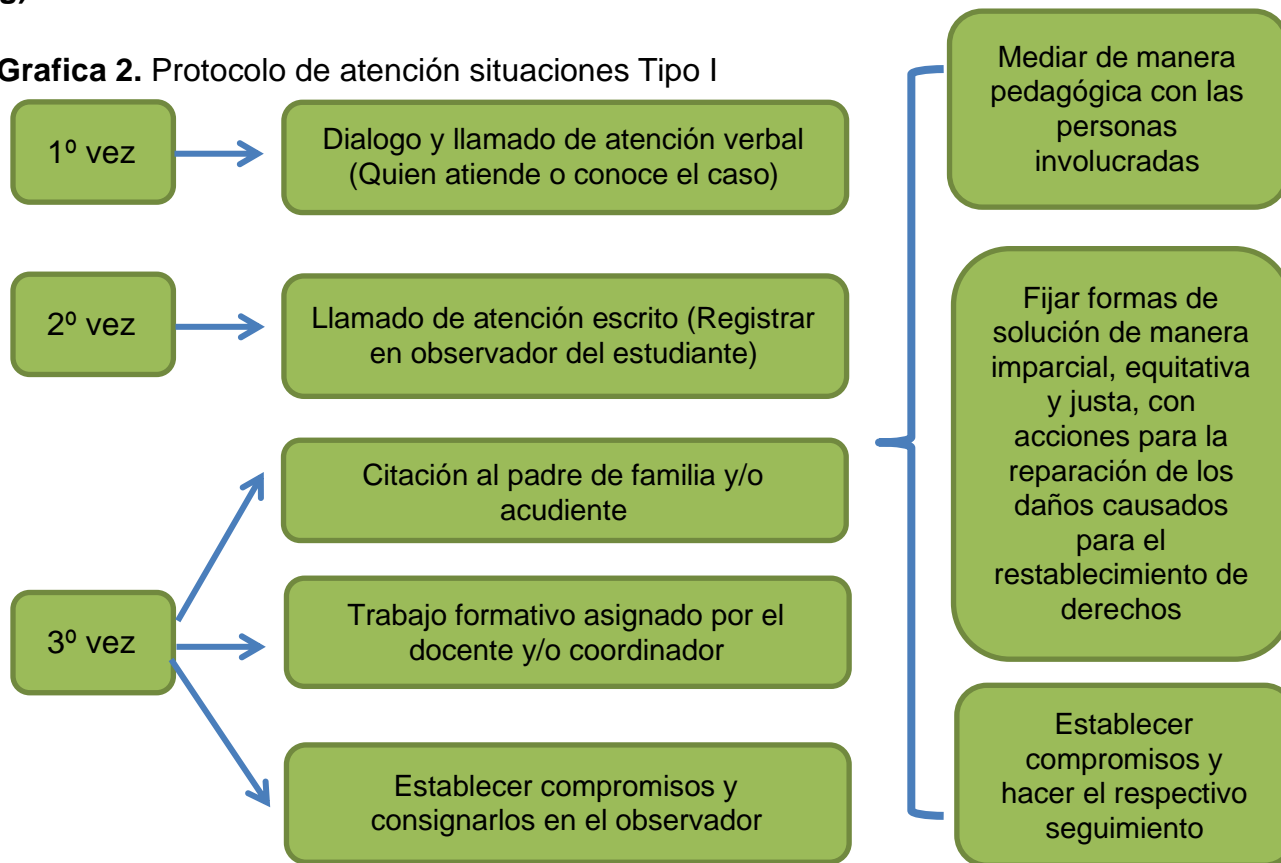 Grafica 2. Protocolo de atención situaciones Tipo I
1º vez
Dialogo y llamado de atención verbal
(Quien atiende o conoce el caso)
2º vez
Llamado de atención escrito (Registrar
en observador del estudiante)
3º vez
Citación al padre de familia y/o
acudiente
Trabajo formativo asignado por el
docente y/o coordinador
Establecer compromisos y
consignarlos en el observador
Mediar de manera
pedagógica con las
personas
involucradas
Fijar formas de
solución de manera
imparcial, equitativa
y justa, con
acciones para la
reparación de los
daños causados
para el
restablecimiento de
derechos
Establecer
compromisos y
hacer el respectivo
seguimiento